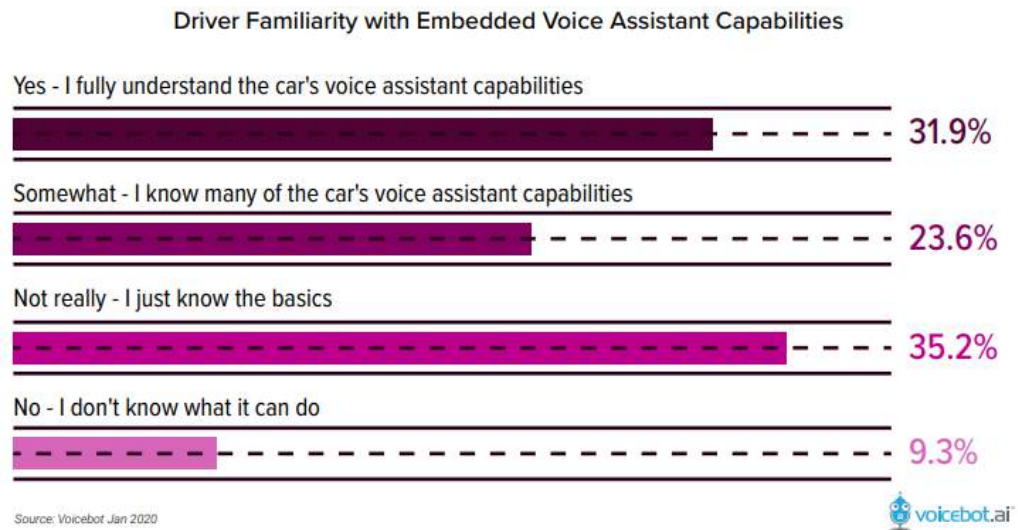 Driver Familiarity with Embedded Voice Assistant Capabilities
Yes - I fully understand the car's voice assistant capabilities
31.9%
Somewhat - I know many of the car's voice assistant capabilities
23.6%
Not really - I just know the basics
35.2%
No - I don't know what it can do
9.3%
Source: Voicebot Jan 2020
voicebot.ai